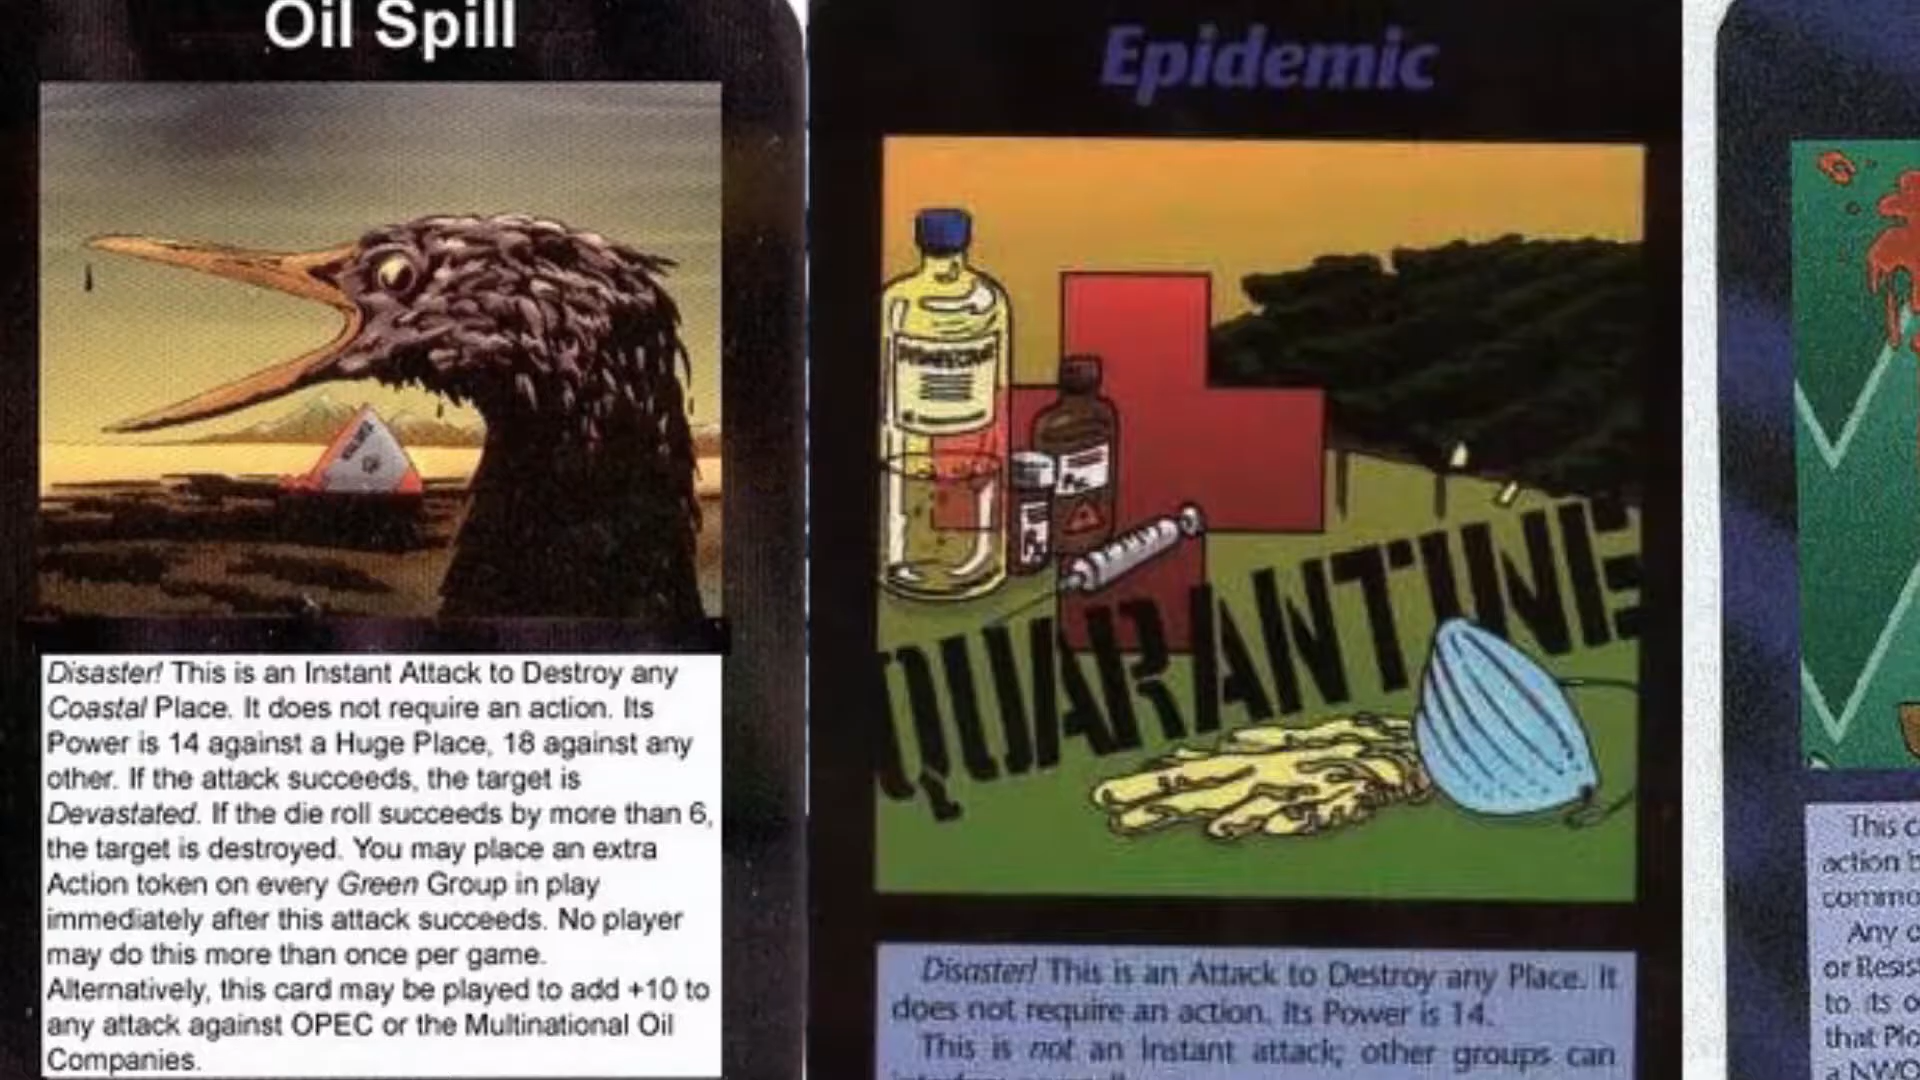 Oil Spill
Disaster! This is an Instant Attack to Destroy any
Coastal Place. It does not require an action. Its
Power is 14 against a Huge Place, 18 against any
other. If the attack succeeds, the target is
Devastated. If the die roll succeeds by more than 6,
the target is destroyed. You may place an extra
Action token on every Green Group in play
immediately after this attack succeeds. No player
may do this more than once per game.
Alternatively, this card may be played to add +10 to
any attack against OPEC or the Multinational Oil
Companies.
Epidemic
QUARANTINE
Disaster! This is an Attack to Destroy any Place. It
does not require an action. Its Power is 14.
This is not an Instant attack; other groups can
This c
action b
commo
Any o
or Resist
to its o
that Plo
a NWO